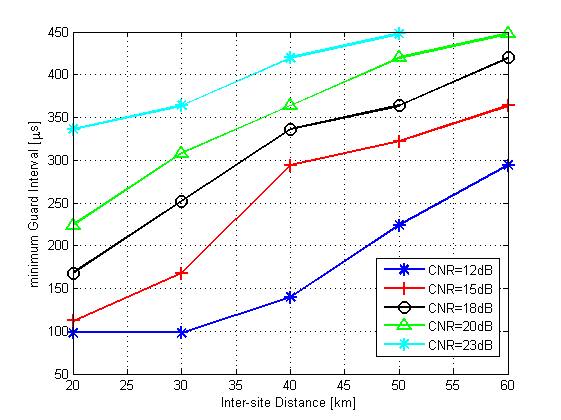 450
400
350
300
250
200
150
100
50
minimum Guard Interval [μs]
20
25
30
35
40
45
50
55
60
Inter-site Distance [km]
CNR=12dB
CNR=15dB
CNR=18dB
CNR=20dB
CNR=23dB